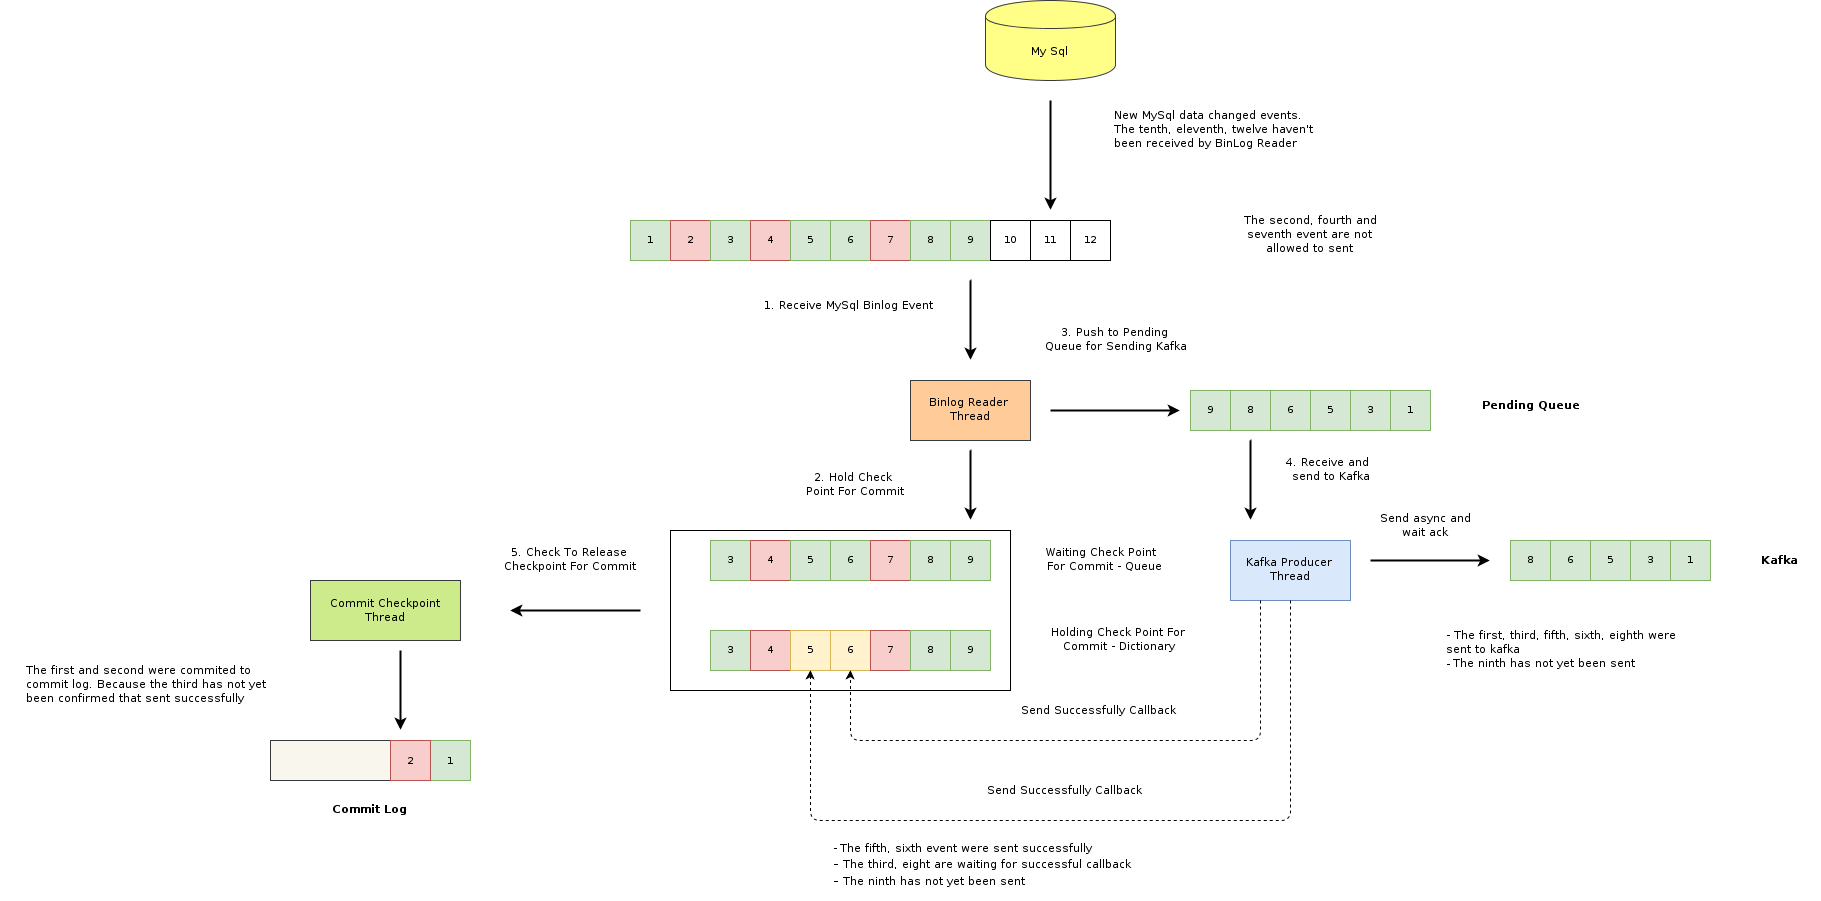 My Sql
New MySql data changed events.
The tenth, eleventh, twelve haven't
been received by BinLog Reader
1 2 3 4 5 6 7 8 9 10 11 12
The second, fourth and
seventh event are not
allowed to sent
1. Receive MySql Binlog Event
3. Push to Pending
Queue for Sending Kafka
Binlog Reader
Thread
9 8 6 5 3 1
Pending Queue
2. Hold Check
Point For Commit
4. Receive and
send to Kafka
Send async and
wait ack
5. Check To Release
Checkpoint For Commit
3 4 5 6 7 8 9
Waiting Check Point
For Commit - Queue
Kafka Producer
Thread
8 6 5 3 1
Kafka
Commit Checkpoint
Thread
3 4 5 6 7 8 9
Holding Check Point For
Commit - Dictionary
- The first, third, fifth, sixth, eighth were
sent to kafka
- The ninth has not yet been sent
The first and second were commited to
commit log. Because the third has not yet
been confirmed that sent successfully
Send Successfully Callback
2 1
Commit Log
Send Successfully Callback
- The fifth, sixth event were sent successfully
- The third, eight are waiting for successful callback
- The ninth has not yet been sent